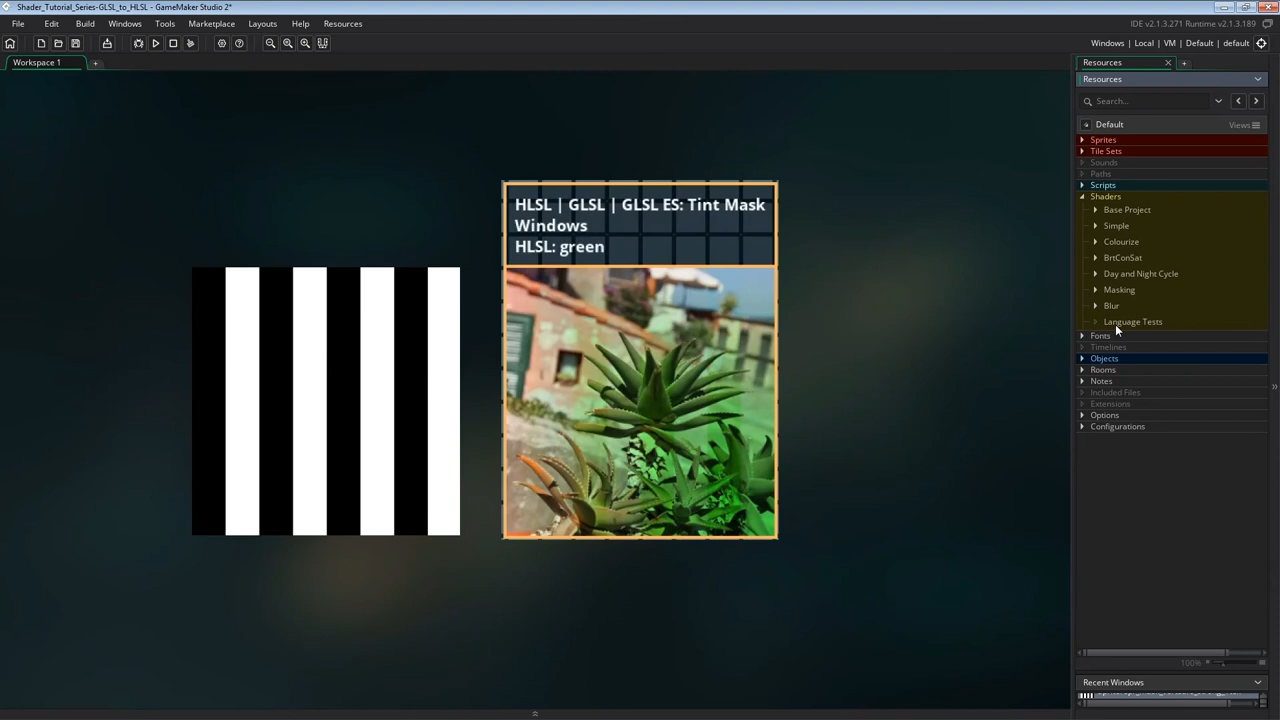 Shader_Tutorial_Series-GLSL_to_HLSL - GameMaker Studio 2*
File Edit Build Windows Tools Marketplace Layouts Help Resources
IDE v2.1.3.271 Runtime v2.1.3.189
Windows | Local | VM | Default | default
Workspace 1
HLSL | GLSL | GLSL ES: Tint Mask
Windows
HLSL: green
Resources
Resources
Search...
Default
Views
Sprites
Tile Sets
Sounds
Paths
Scripts
Shaders
Base Project
Simple
Colourize
BrtConSat
Day and Night Cycle
Masking
Blur
Language Tests
Fonts
Timelines
Objects
Rooms
Notes
Included Files
Extensions
Options
Configurations
100%
Recent Windows